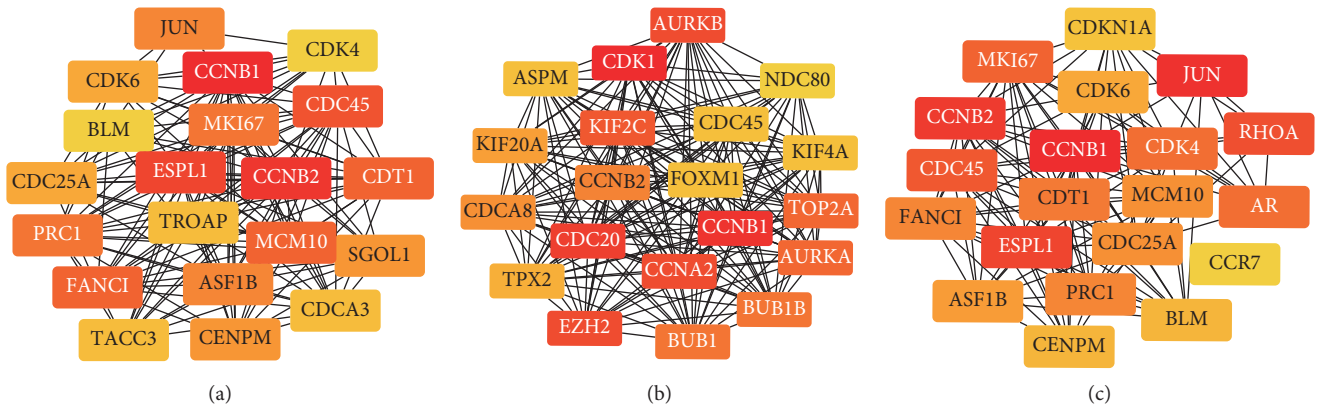 JUN
CDK4
CCNB1
CDK6
CDC45
BLM
MKI67
ESPL1
CCNB2
CDT1
CDC25A
TROAP
PRC1
MCM10
SGOL1
FANCI
ASF1B
CDCA3
TACC3
CENPM
(a)
AURKB
CDK1
ASPM
NDC80
KIF2C
CDC45
KIF20A
KIF4A
CCNB2
FOXM1
CDCA8
TOP2A
CDC20
CCNB1
AURKA
CCNA2
TPX2
BUB1B
EZH2
BUB1
(b)
CDKN1A
MKI67
JUN
CDK6
CCNB2
RHOA
CCNB1
CDK4
CDC45
CDT1
MCM10
AR
FANCI
ESPL1
CDC25A
CCR7
PRC1
ASF1B
BLM
CENPM
(c)